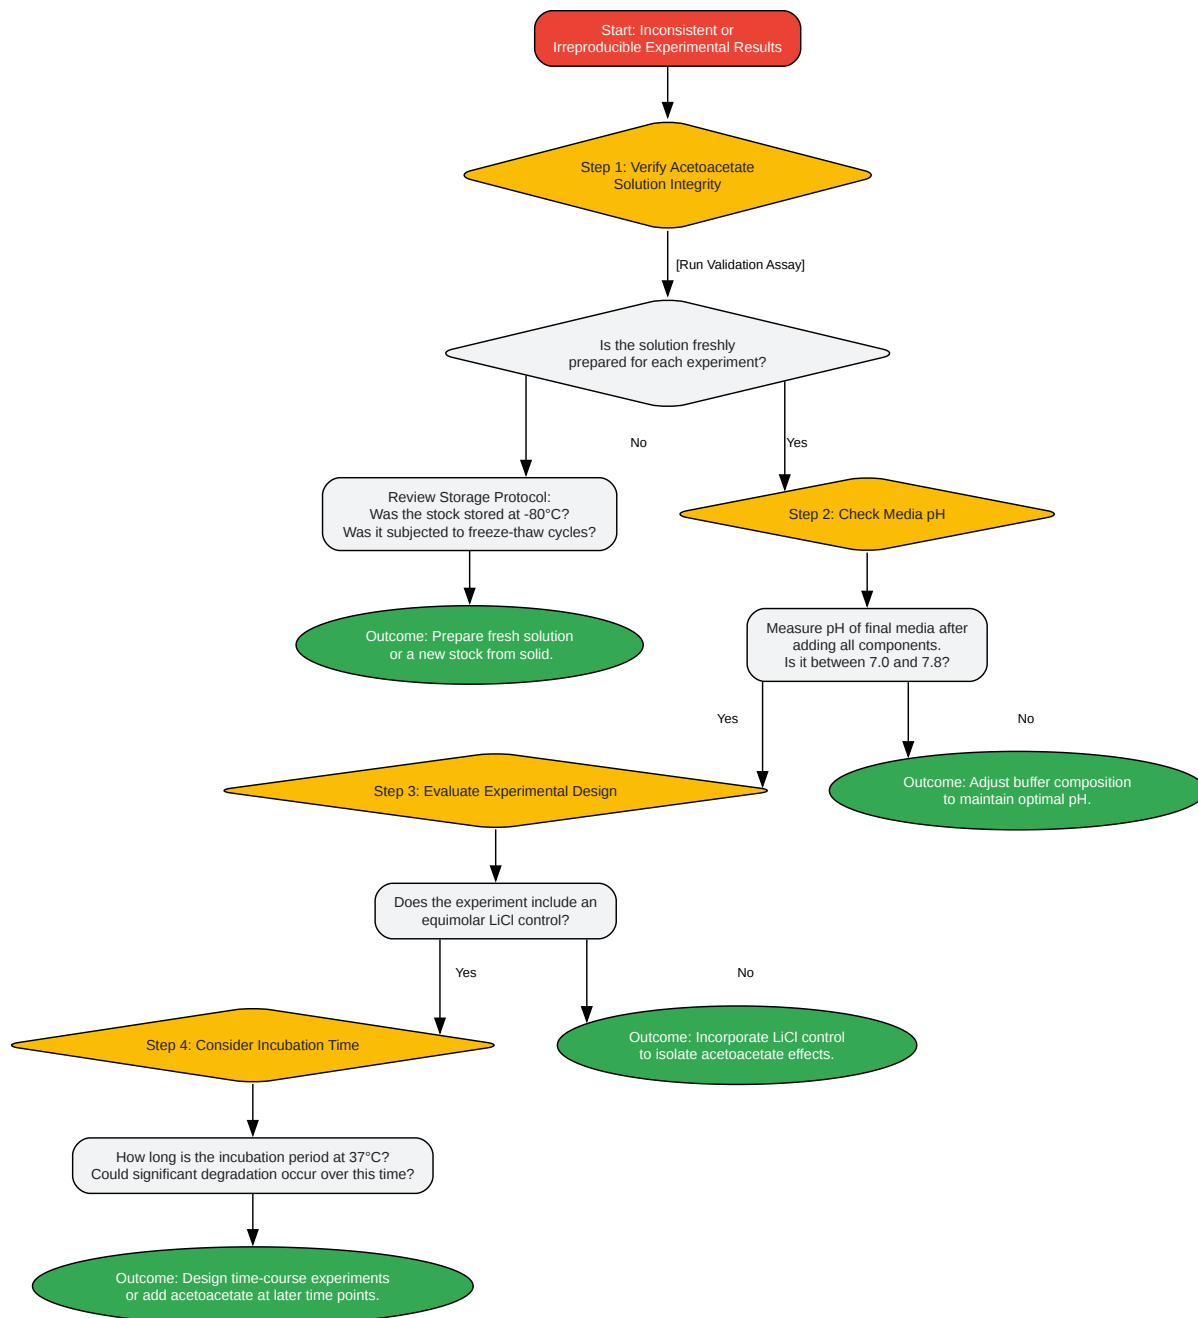 Start: Inconsistent or
Irreproducible Experimental Results
Step 1: Verify Acetoacetate
Solution Integrity
[Run Validation Assay]
Is the solution freshly
prepared for each experiment?
No
Yes
Review Storage Protocol:
Was the stock stored at -80°C?
Was it subjected to freeze-thaw cycles?
Step 2: Check Media pH
Outcome: Prepare fresh solution
or a new stock from solid.
Measure pH of final media after
adding all components.
Is it between 7.0 and 7.8?
Yes
No
Step 3: Evaluate Experimental Design
Outcome: Adjust buffer composition
to maintain optimal pH.
Does the experiment include an
equimolar LiCl control?
Yes
No
Step 4: Consider Incubation Time
Outcome: Incorporate LiCl control
to isolate acetoacetate effects.
How long is the incubation period at 37°C?
Could significant degradation occur over this time?
Outcome: Design time-course experiments
or add acetoacetate at later time points.